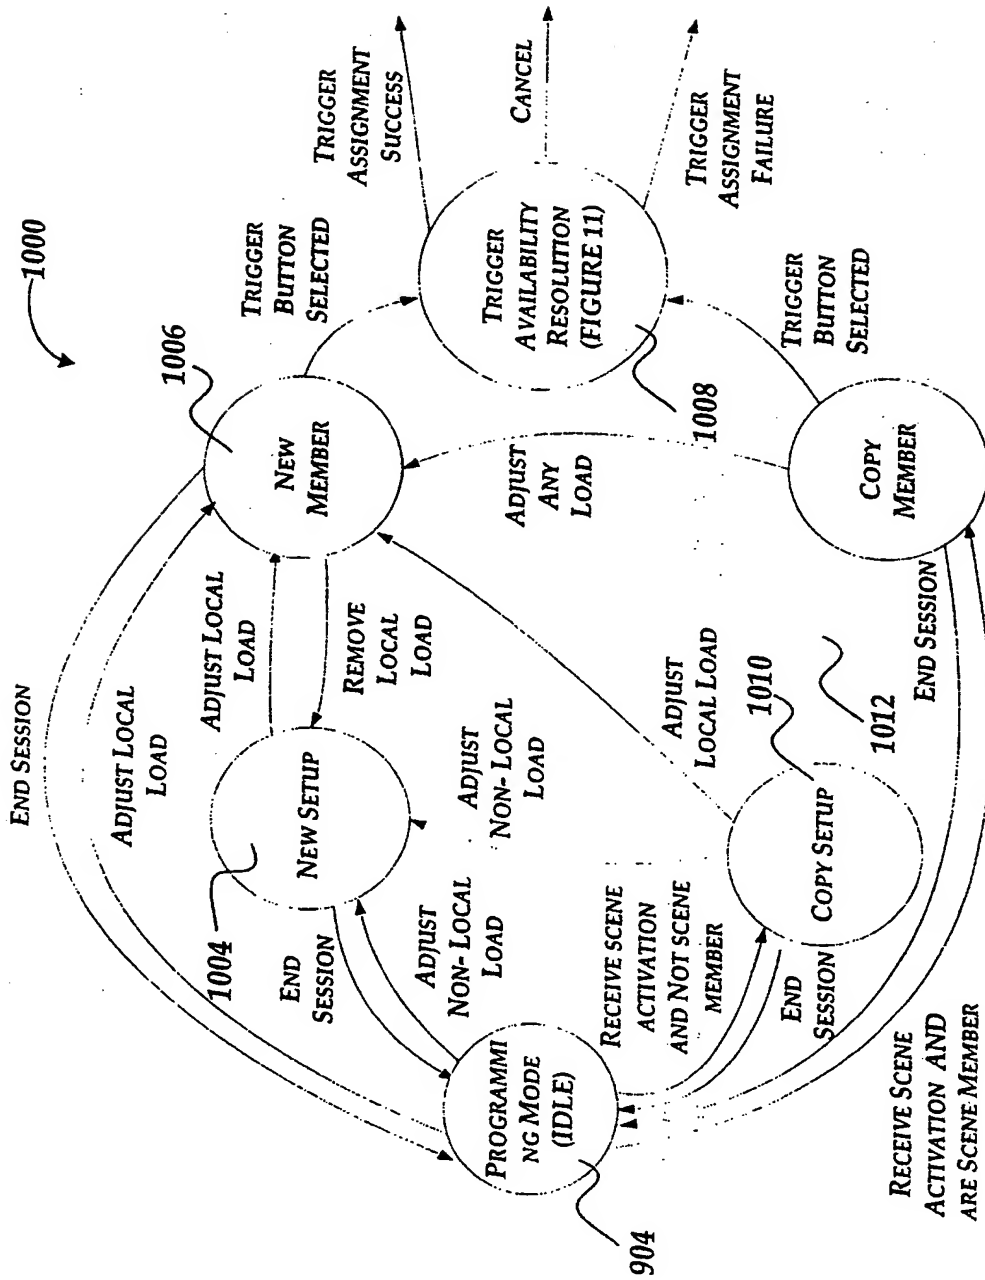 1000
END SESSION
ADJUST LOCAL
LOAD
1006
NEW
MEMBER
TRIGGER
BUTTON
SELECTED
TRIGGER
ASSIGNMENT
SUCCESS
CANCEL
TRIGGER
ASSIGNMENT
FAILURE
TRIGGER
AVAILABILITY
RESOLUTION
(FIGURE 11)
1008
ADJUST LOCAL
LOAD
REMOVE
LOCAL
LOAD
1004
NEW SETUP
ADJUST
NON- LOCAL
LOAD
END
SESSION
ADJUST
NON- LOCAL
LOAD
PROGRAMMI
NG MODE
(IDLE)
904
RECEIVE SCENE
ACTIVATION
AND NOT SCENE
MEMBER
END
SESSION
COPY SETUP
1010
1012
ADJUST
LOCAL LOAD
ADJUST
ANY
LOAD
COPY
MEMBER
TRIGGER
BUTTON
SELECTED
END SESSION
RECEIVE SCENE
ACTIVATION AND
ARE SCENE MEMBER